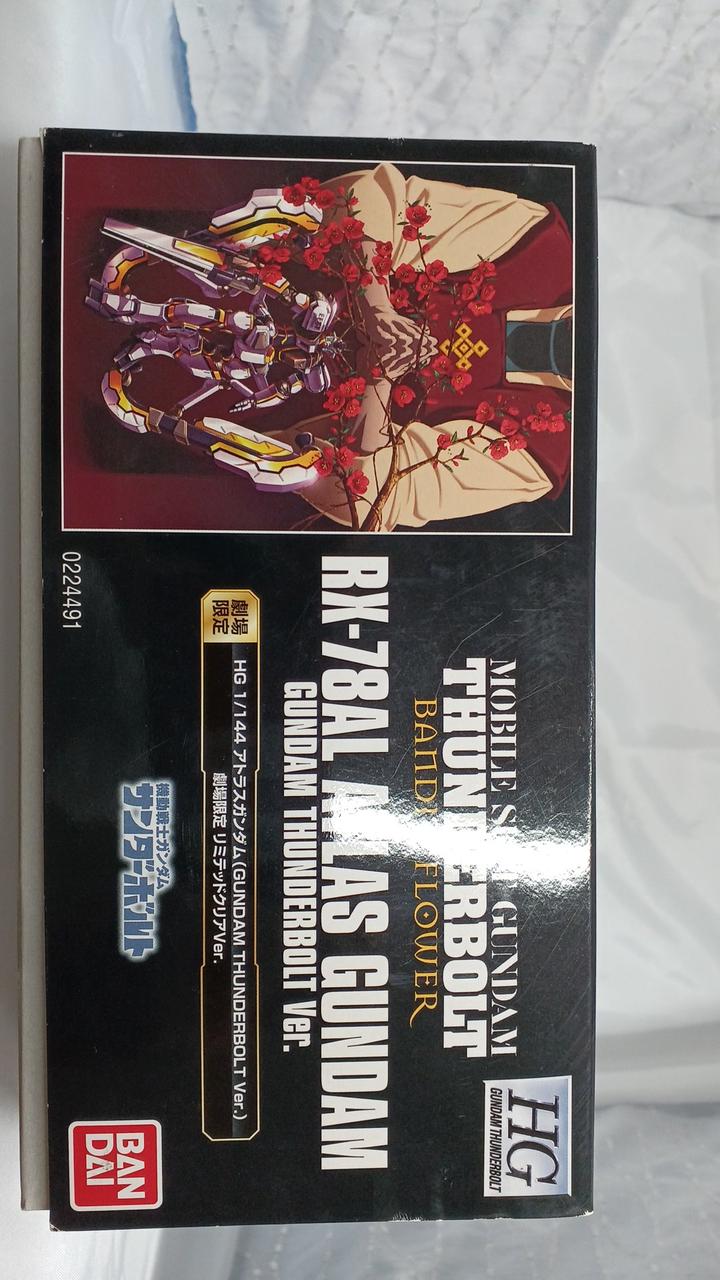 MOBILE SUIT GUNDAM
THUNDERBOLT
BANDIT FLOWER
HG
GUNDAM THUNDERBOLT
RX-78AL ATLAS GUNDAM
GUNDAM THUNDERBOLT Ver.
劇場
限定
HG 1/144 アトラスガンダム(GUNDAM THUNDERBOLT Ver.)
劇場限定 リミテッドクリアVer.
機動戦士ガンダム
サンダーボルト
0224491
BAN
DAI